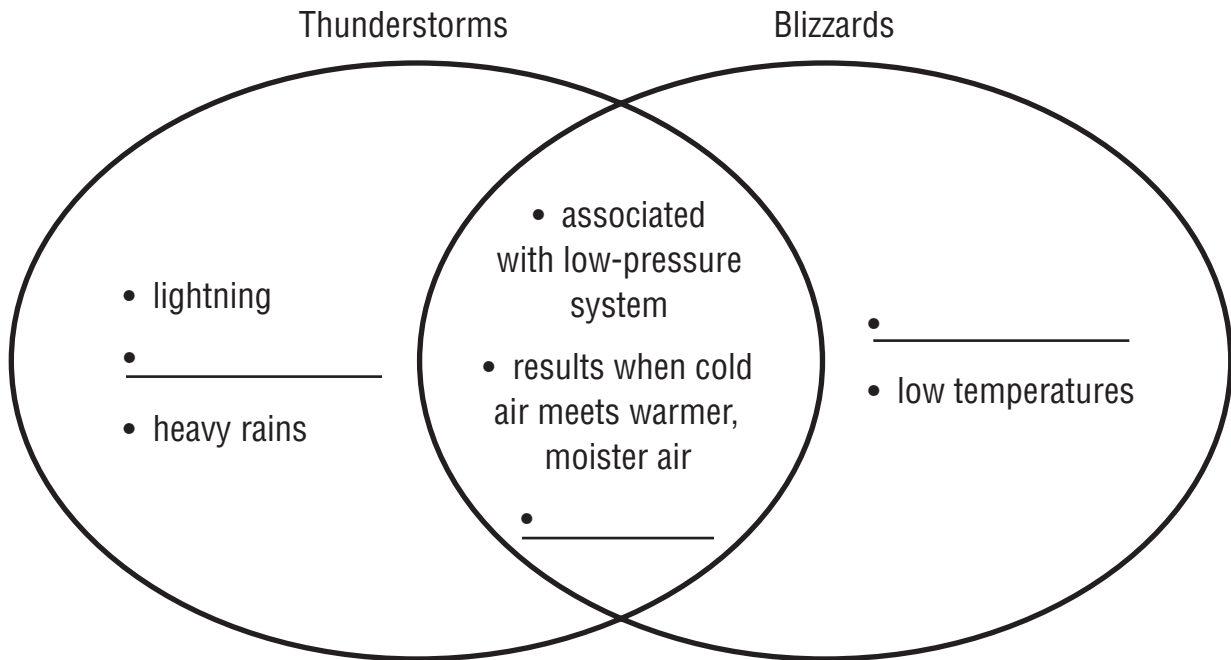 Thunderstorms
Blizzards
• lightning
• 
• heavy rains
• associated
with low-pressure
system
• results when cold
air meets warmer,
moister air
• 
• 
• low temperatures